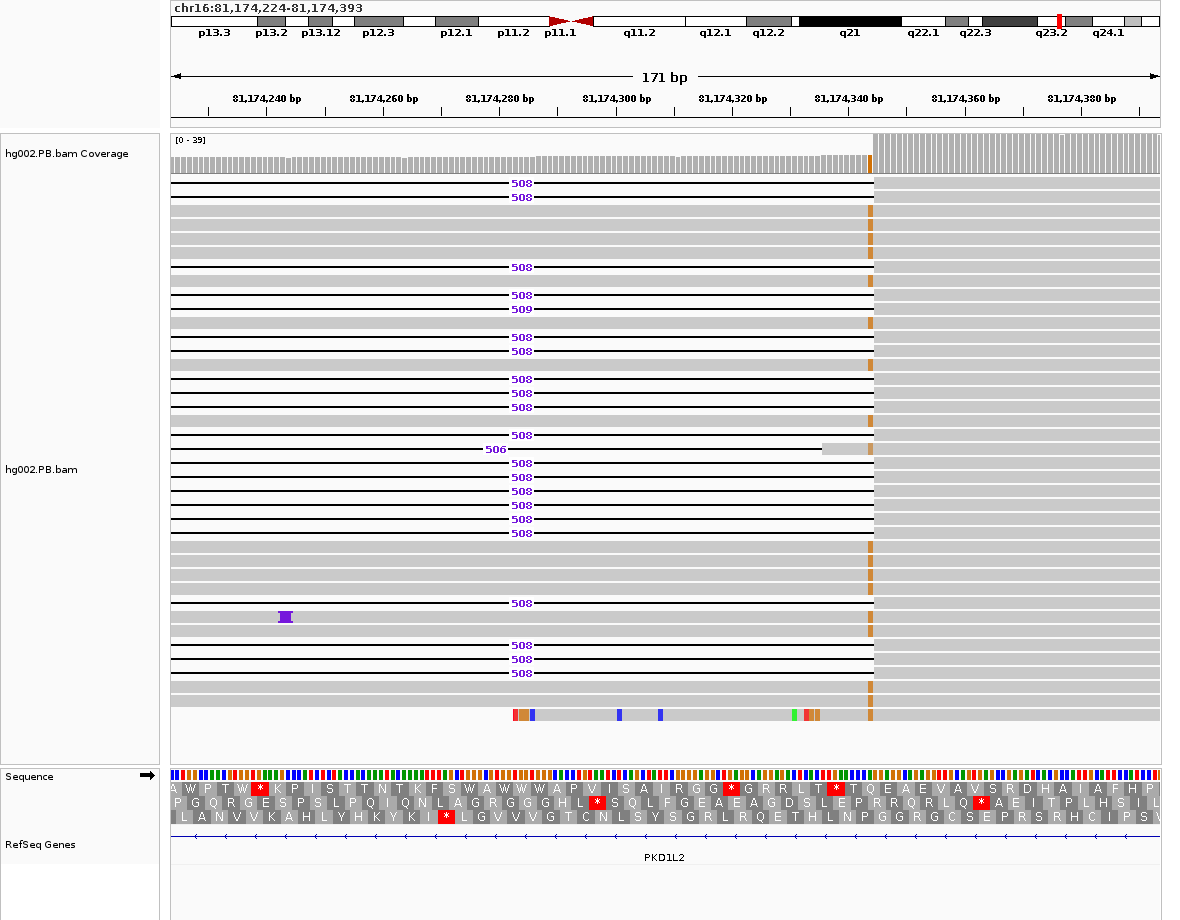 chr16:81,174,224-81,174,393
p13.3 p13.2 p13.12 p12.3 p12.1 p11.2 p11.1 q11.2 q12.1 q12.2 q21 q22.1 q22.3 q23.2 q24.1
171 bp
81,174,240 bp 81,174,260 bp 81,174,280 bp 81,174,300 bp 81,174,320 bp 81,174,340 bp 81,174,360 bp 81,174,380 bp
hg002.PB.bam Coverage
[0 - 39]
508
508
508
508
509
508
508
508
508
508
508
506
hg002.PB.bam
508
508
508
508
508
508
508
508
508
508
Sequence
A W P T W * K P I S T T N T K F S W A W W W A P V I S A I R G G * G R R L T * T Q E A E V A V S R D H A I A F H P
P G Q R G E S P S L P Q I Q N L A G R G G G H L * S Q L F G E A E A G D S L E P R R Q R L Q * A E I T P L H S I L
L A N V V K A H L Y H K Y K I * L G V V V G T C N L S Y S G R L R Q E T H L N P G R G C S E P R S R H C I P S V
RefSeq Genes
PKD1L2